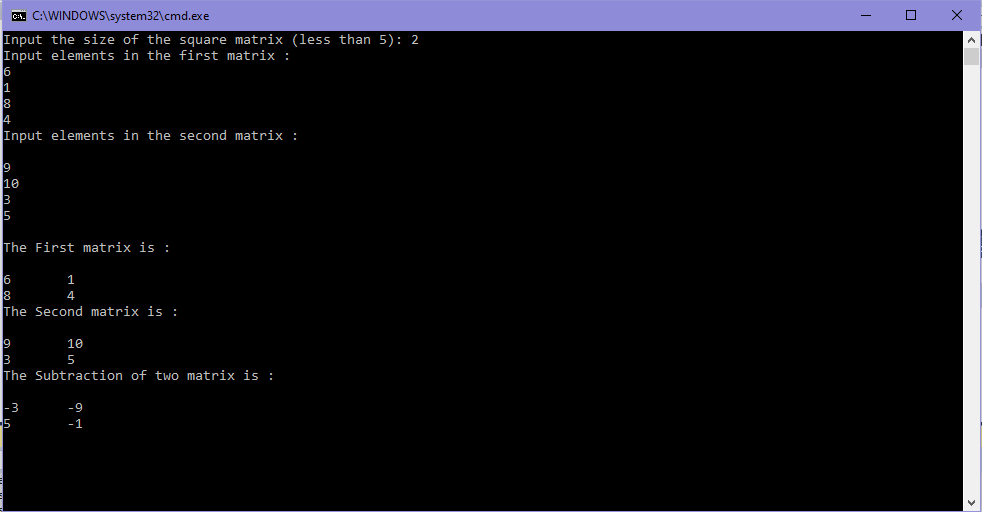 C:\WINDOWS\system32\cmd.exe
Input the size of the square matrix (less than 5): 2
Input elements in the first matrix :
6
1
8
4
Input elements in the second matrix :
9
10
3
5
The First matrix is :
6 1
8 4
The Second matrix is :
9 10
3 5
The Subtraction of two matrix is :
-3 -9
5 -1